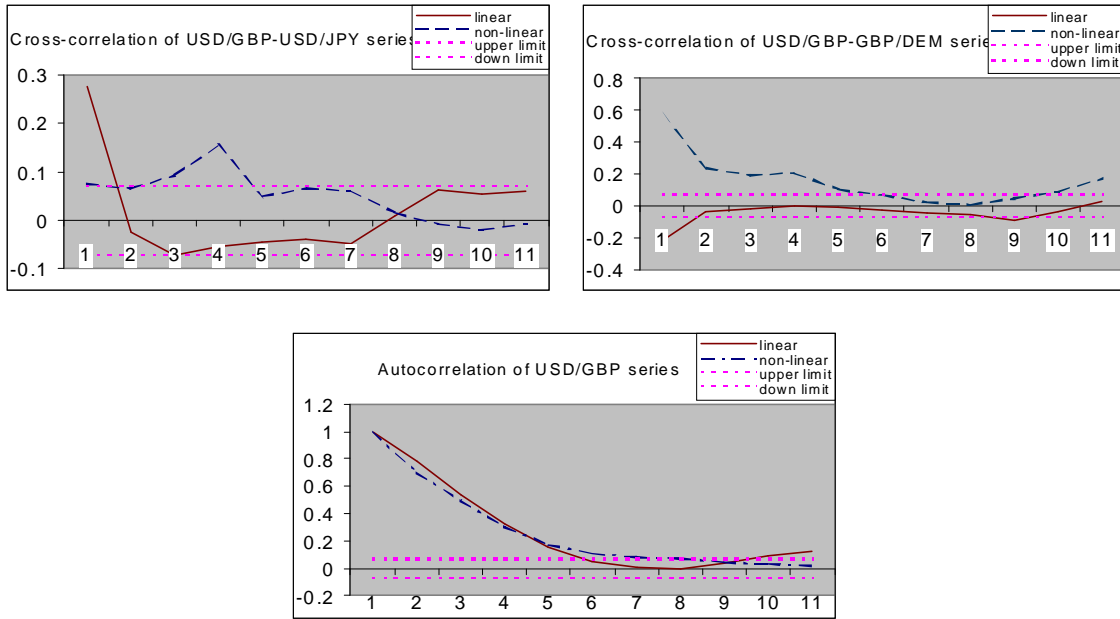 Cross-correlation of USD/GBP-USD/JPY series
linear
non-linear
upper limit
down limit
0.3
0.2
0.1
0
-0.1
1 2 3 4 5 6 7 8 9 10 11
Cross-correlation of USD/GBP-GBP/DEM serie
linear
non-linear
upper limit
down limit
0.8
0.6
0.4
0.2
0
-0.2
-0.4
1 2 3 4 5 6 7 8 9 10 11
Autocorrelation of USD/GBP series
linear
non-linear
upper limit
down limit
1.2
1
0.8
0.6
0.4
0.2
0
-0.2
1 2 3 4 5 6 7 8 9 10 11